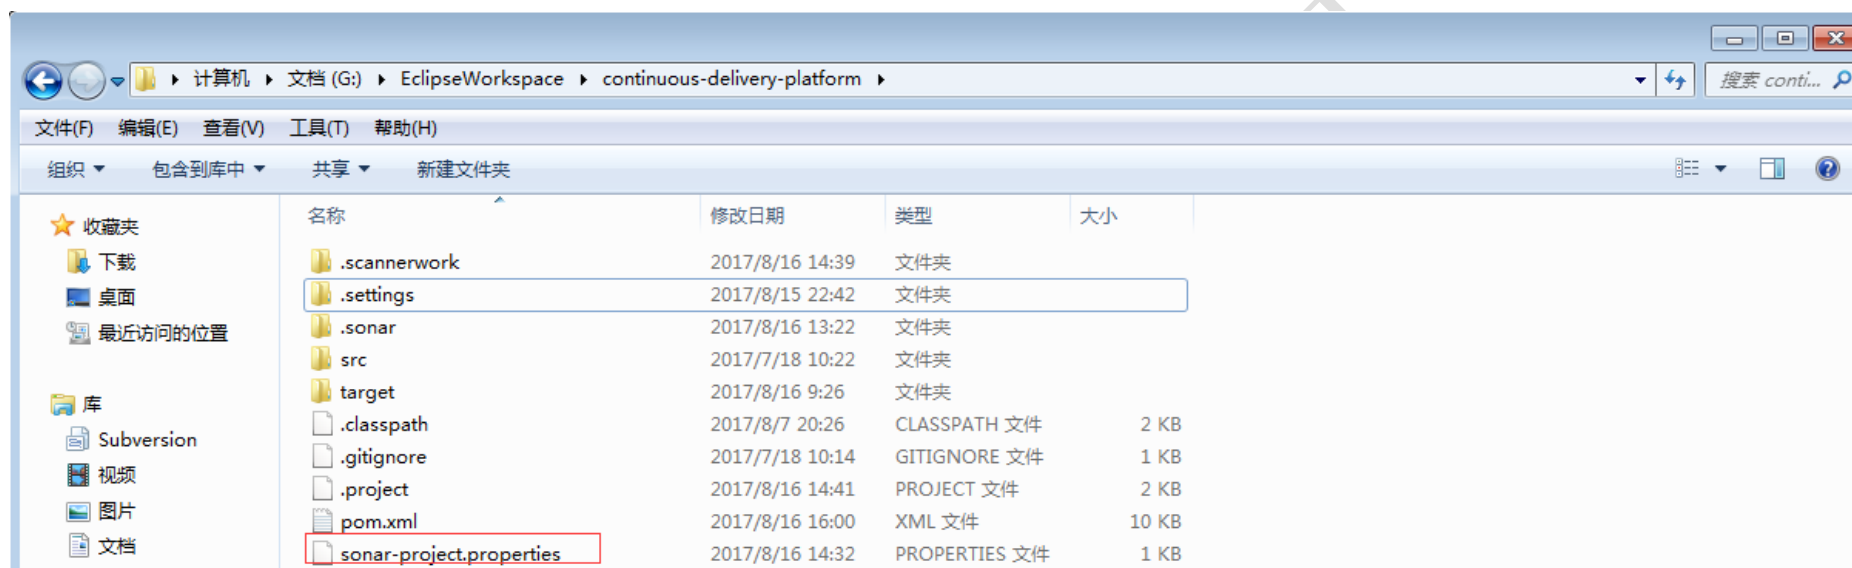 计算机 文档 (G:) EclipseWorkspace continuous-delivery-platform 搜索 conti...
文件(F) 编辑(E) 查看(V) 工具(T) 帮助(H)
组织 包含到库中 共享 新建文件夹
收藏夹
下载
桌面
最近访问的位置
库
Subversion
视频
图片
文档
名称 修改日期 类型 大小
.scannerwork 2017/8/16 14:39 文件夹
.settings 2017/8/15 22:42 文件夹
.sonar 2017/8/16 13:22 文件夹
src 2017/7/18 10:22 文件夹
target 2017/8/16 9:26 文件夹
.classpath 2017/8/7 20:26 CLASSPATH 文件 2 KB
.gitignore 2017/7/18 10:14 GITIGNORE 文件 1 KB
.project 2017/8/16 14:41 PROJECT 文件 2 KB
pom.xml 2017/8/16 16:00 XML 文件 10 KB
sonar-project.properties 2017/8/16 14:32 PROPERTIES 文件 1 KB